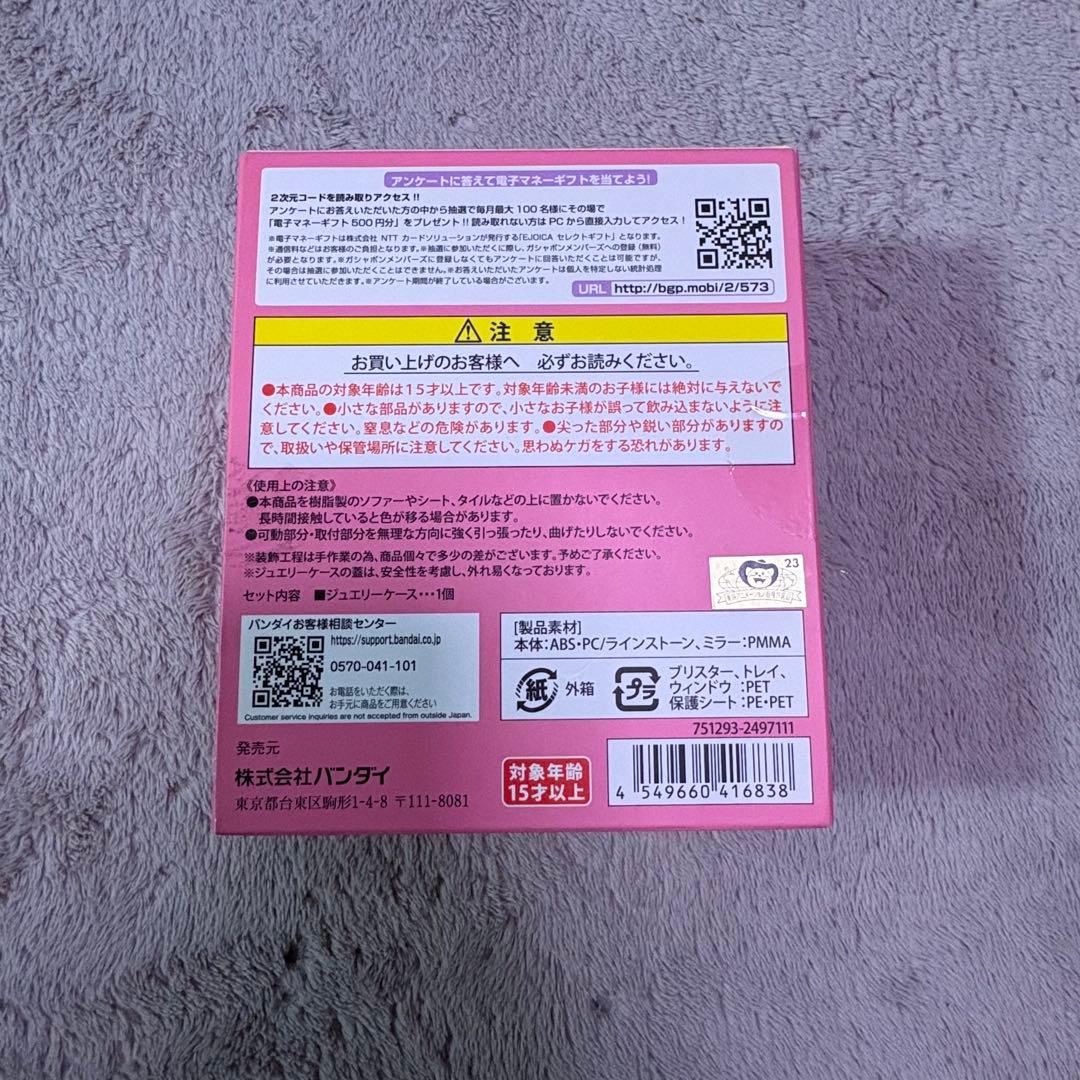 アンケートに答えて電子マネーギフトを当てよう!
2次元コードを読み取りアクセス!!
アンケートにお答えいただいた方の中から抽選で毎月最大100名様にその場で
「電子マネーギフト500円分」をプレゼント!!読み取れない方はPCから直接入力してアクセス!
※電子マネーギフトは株式会社 NTT カードソリューションが発行する「EJOICA セレクトギフト」となります。
※通信料などはお客様のご負担となります。※抽選に参加いただくに際し、ガシャポンメンバーズへの登録(無料)
が必要となります。※ガシャポンメンバーズに登録しなくてもアンケートに回答いただくことは可能ですが、
その場合は抽選に参加いただくことはできません。※お答えいただいたアンケートは個人を特定しない統計処理
に利用させていただきます。※アンケート期間が終了している場合がございます。
URL http://bgp.mobi/2/573
注 意
お買い上げのお客様へ 必ずお読みください。
●本商品の対象年齢は15才以上です。対象年齢未満のお子様には絶対に与えないで
ください。●小さな部品がありますので、小さなお子様が誤って飲み込まないように注
意してください。窒息などの危険があります。●尖った部分や鋭い部分がありますの
で、取扱いや保管場所に注意してください。思わぬケガをする恐れがあります。
《使用上の注意》
●本商品を樹脂製のソファーやシート、タイルなどの上に置かないでください。
長時間接触していると色が移る場合があります。
●可動部分・取付部分を無理な方向に強く引っ張ったり、曲げたりしないでください。
※装飾工程は手作業の為、商品個々で多少の差がございます。予めご了承ください。
※ジュエリーケースの蓋は、安全性を考慮し、外れ易くなっております。
セット内容 ■ジュエリーケース・・・1個
23
バンダイお客様相談センター
https://support.bandai.co.jp
0570-041-101
お電話をいただく際は、
お手元に商品をご用意ください
Customer service inquiries are not accepted from outside Japan.
[製品素材]
本体:ABS・PC/ラインストーン、ミラー:PMMA
紙 外箱
プラ
ブリスター、トレイ、
ウィンドウ :PET
保護シート:PE・PET
751293-2497111
発売元
株式会社バンダイ
東京都台東区駒形1-4-8 〒111-8081
対象年齢
15才以上
4 549660 416838